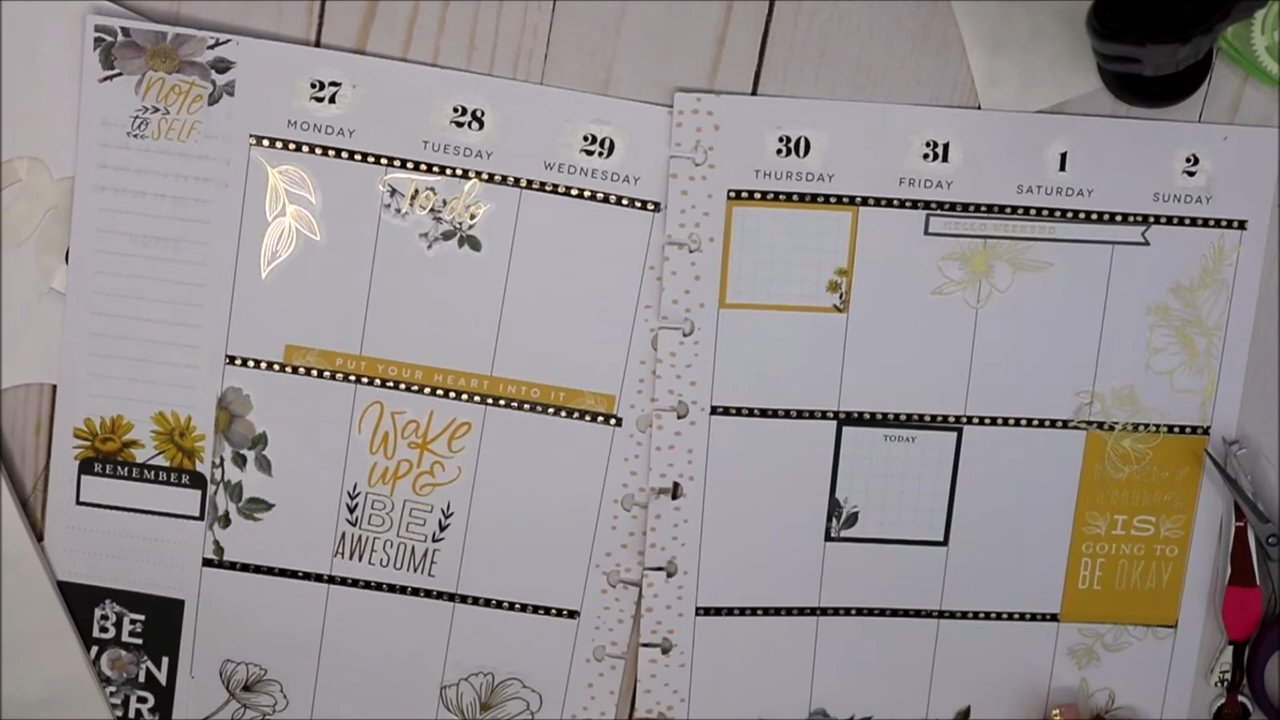 note
to SELF
27
MONDAY
28
TUESDAY
29
WEDNESDAY
30
THURSDAY
31
FRIDAY
1
SATURDAY
2
SUNDAY
To do
HELLO WEEKEND
PUT YOUR HEART INTO IT
Wake
up &
BE
AWESOME
REMEMBER
TODAY
IS
GOING TO
BE OKAY
BE